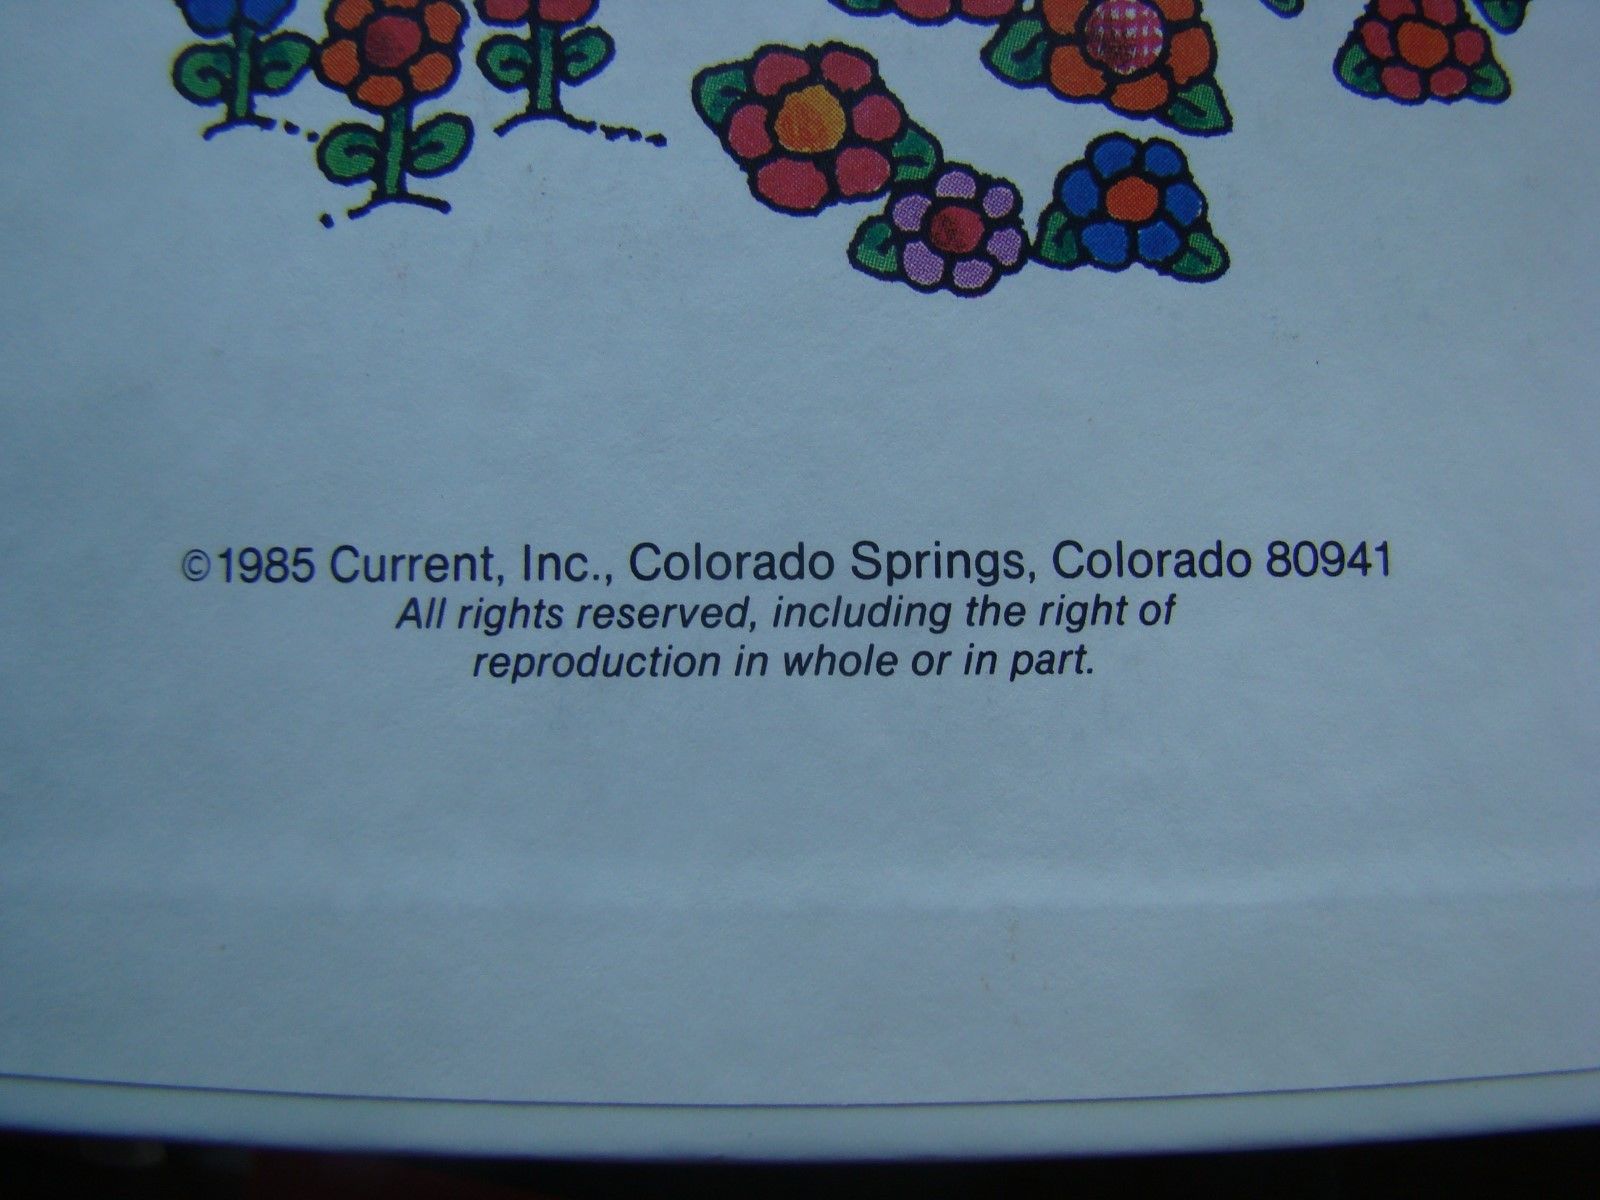 ©1985 Current, Inc., Colorado Springs, Colorado 80941
All rights reserved, including the right of
reproduction in whole or in part.